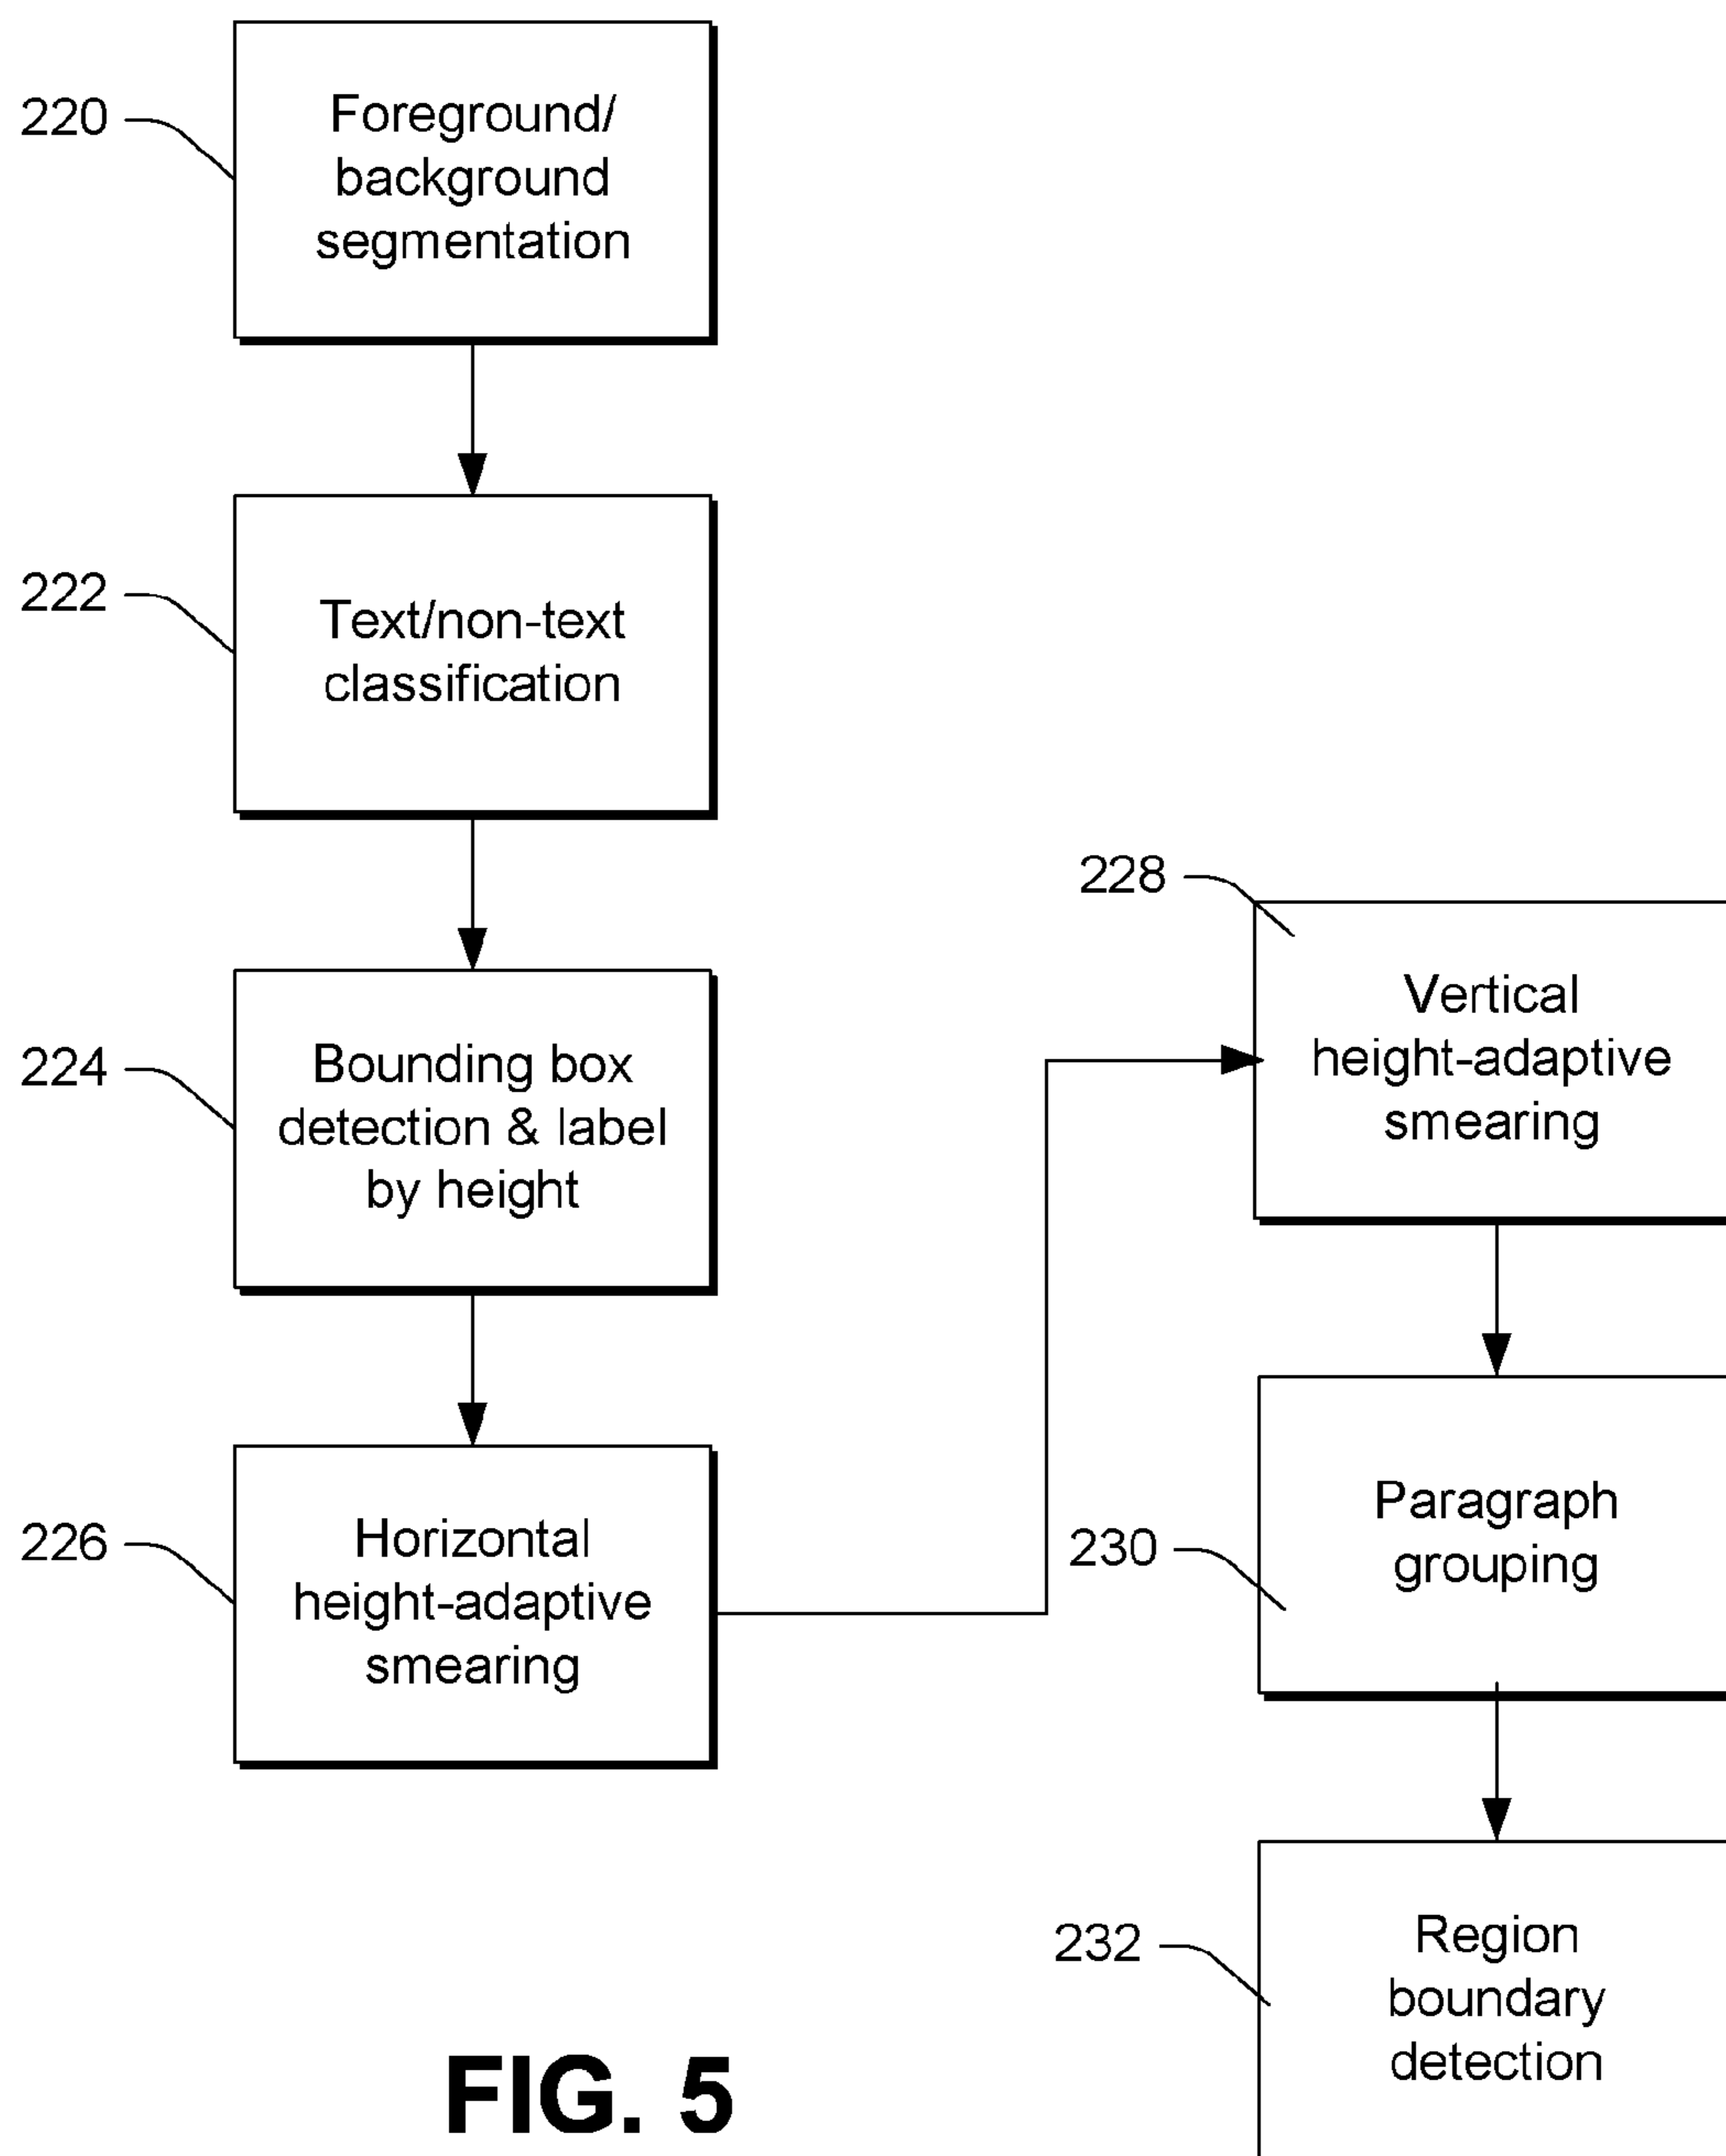 220
Foreground/
background
segmentation
222
Text/non-text
classification
224
Bounding box
detection & label
by height
226
Horizontal
height-adaptive
smearing
228
Vertical
height-adaptive
smearing
230
Paragraph
grouping
232
Region
boundary
detection
FIG. 5